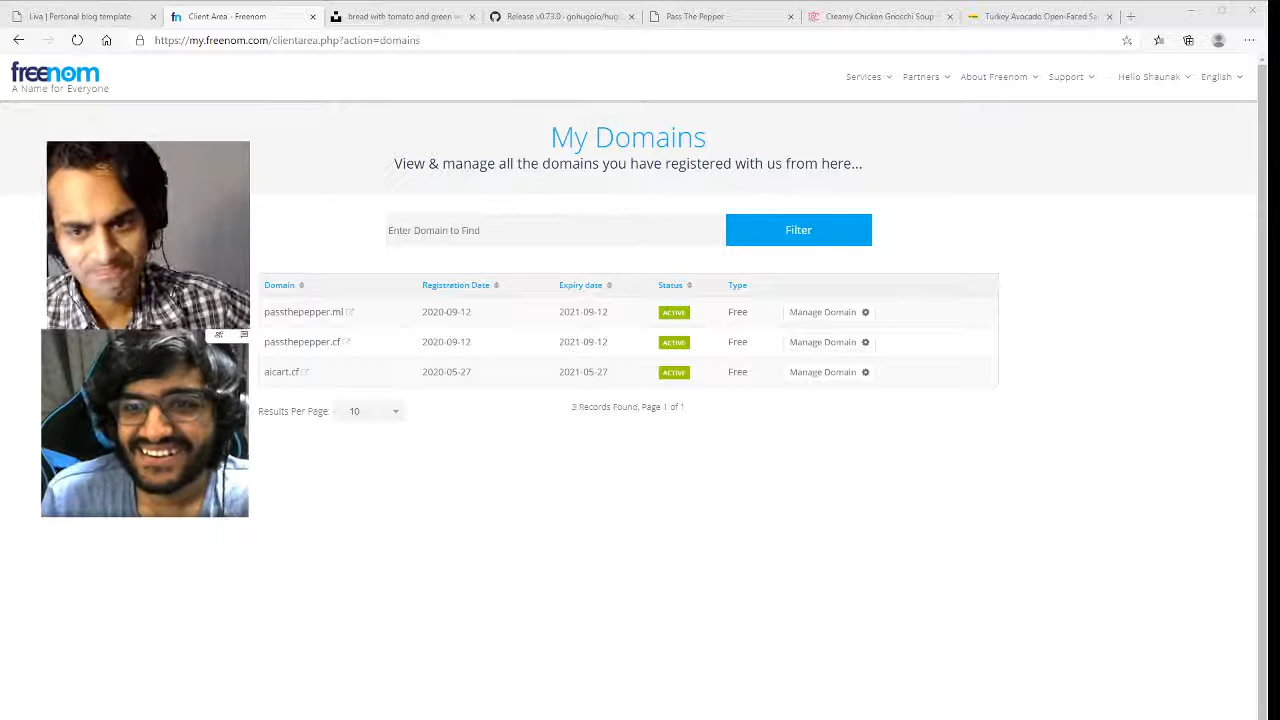 Liva | Personal blog template
Client Area - Freenom
bread with tomato and green ve
Release v0.73.0 - gohugoio/hug
Pass The Pepper
Creamy Chicken Gnocchi Soup
Turkey Avocado Open-Faced Sa
https://my.freenom.com/clientarea.php?action=domains
freenom
A Name for Everyone
Services Partners About Freenom Support Hello Shaunak English
My Domains
View & manage all the domains you have registered with us from here...
Enter Domain to Find
Filter
Domain Registration Date Expiry date Status Type
passthepepper.ml 2020-09-12 2021-09-12 ACTIVE Free Manage Domain
passthepepper.cf 2020-09-12 2021-09-12 ACTIVE Free Manage Domain
aicart.cf 2020-05-27 2021-05-27 ACTIVE Free Manage Domain
Results Per Page: 10
3 Records Found, Page 1 of 1